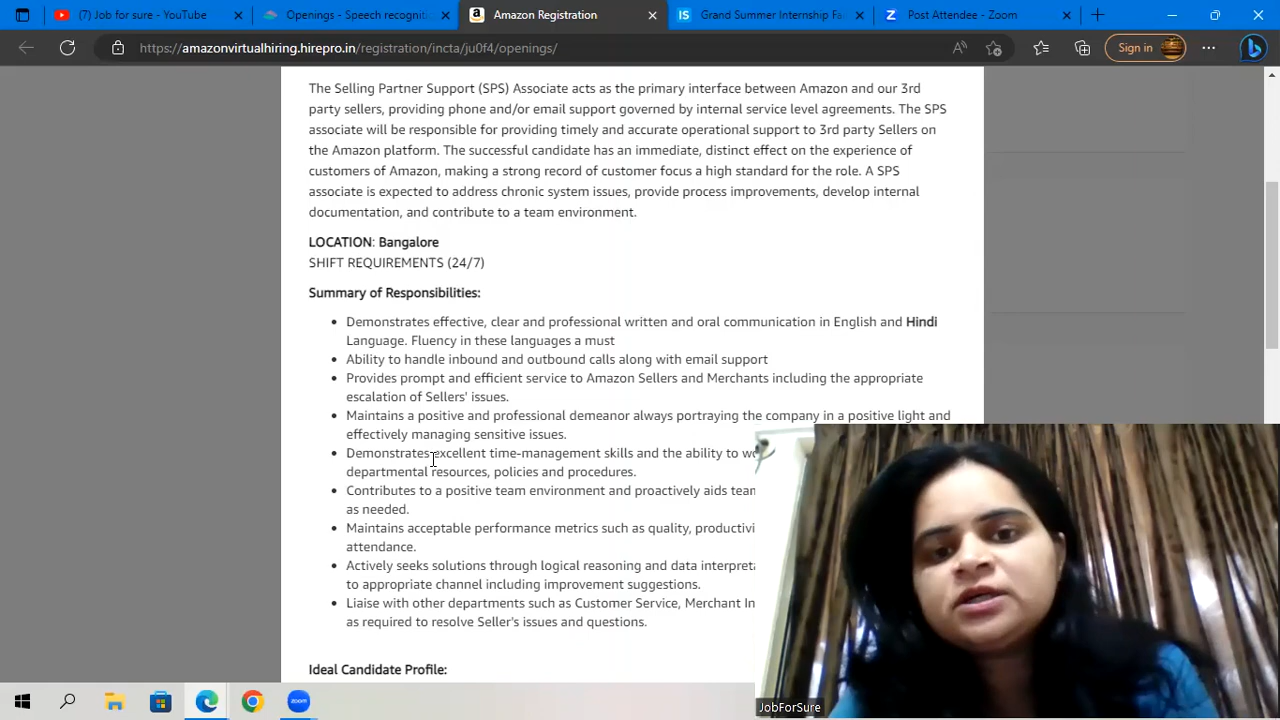 (7) Job for sure - YouTube
Openings - Speech recogniti
Amazon Registration
Grand Summer Internship Fa
Post Attendee - Zoom
https://amazonvirtualhiring.hirepro.in/registration/incta/ju0f4/openings/
Sign in
The Selling Partner Support (SPS) Associate acts as the primary interface between Amazon and our 3rd
party sellers, providing phone and/or email support governed by internal service level agreements. The SPS
associate will be responsible for providing timely and accurate operational support to 3rd party Sellers on
the Amazon platform. The successful candidate has an immediate, distinct effect on the experience of
customers of Amazon, making a strong record of customer focus a high standard for the role. A SPS
associate is expected to address chronic system issues, provide process improvements, develop internal
documentation, and contribute to a team environment.
LOCATION: Bangalore
SHIFT REQUIREMENTS (24/7)
Summary of Responsibilities:
• Demonstrates effective, clear and professional written and oral communication in English and Hindi
Language. Fluency in these languages a must
• Ability to handle inbound and outbound calls along with email support
• Provides prompt and efficient service to Amazon Sellers and Merchants including the appropriate
escalation of Sellers' issues.
• Maintains a positive and professional demeanor always portraying the company in a positive light and
effectively managing sensitive issues.
• Demonstrates excellent time-management skills and the ability to wo
departmental resources, policies and procedures.
• Contributes to a positive team environment and proactively aids team
as needed.
• Maintains acceptable performance metrics such as quality, productivi
attendance.
• Actively seeks solutions through logical reasoning and data interpreta
to appropriate channel including improvement suggestions.
• Liaise with other departments such as Customer Service, Merchant In
as required to resolve Seller's issues and questions.
Ideal Candidate Profile:
zoom
JobForSure